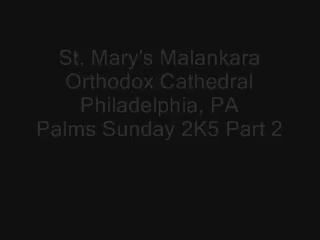 St. Mary's Malankara
Orthodox Cathedral
Philadelphia, PA
Palms Sunday 2K5 Part 2